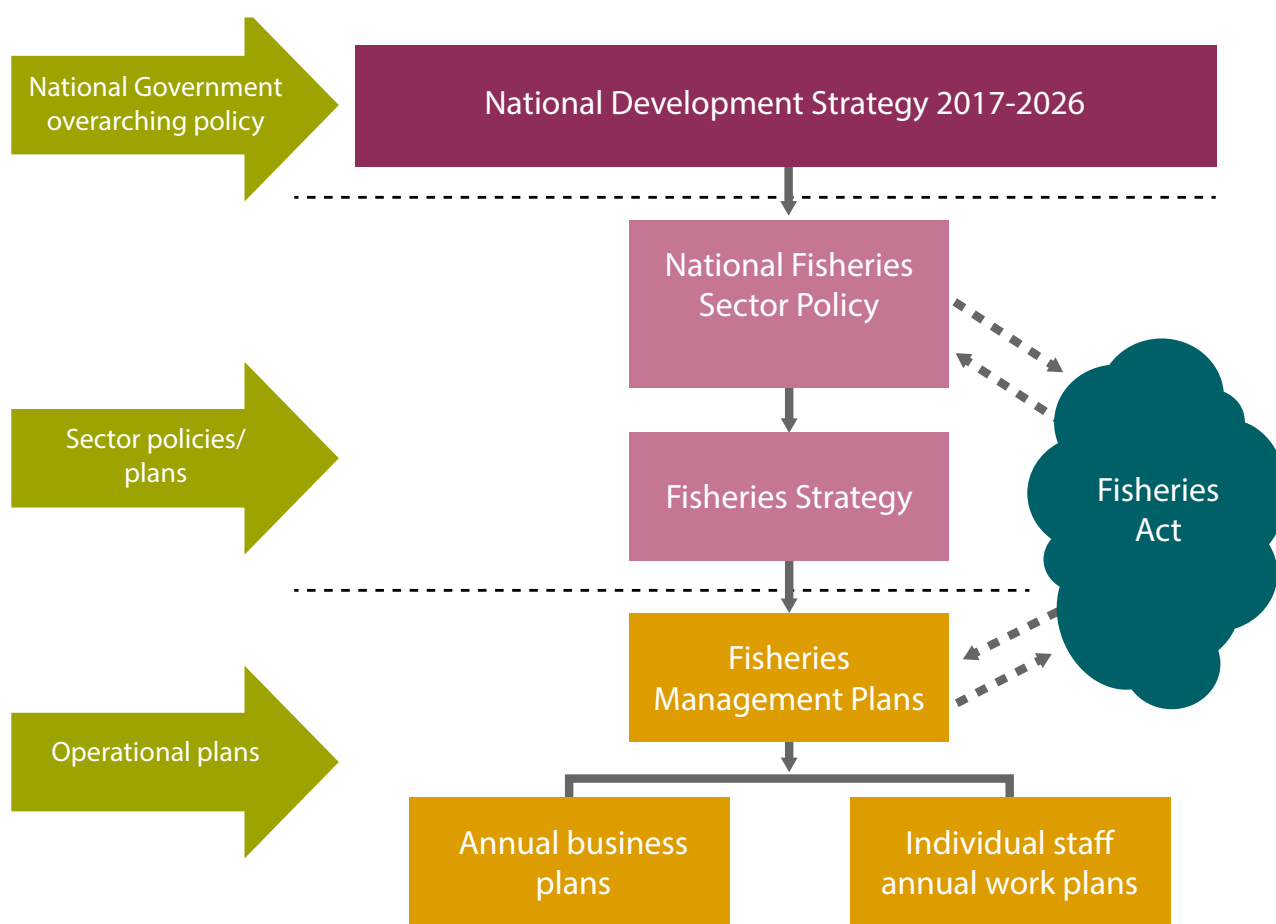 National Government
overarching policy
National Development Strategy 2017-2026
National Fisheries
Sector Policy
Sector policies/
plans
Fisheries Strategy
Fisheries
Act
Fisheries
Management Plans
Operational plans
Annual business
plans
Individual staff
annual work plans